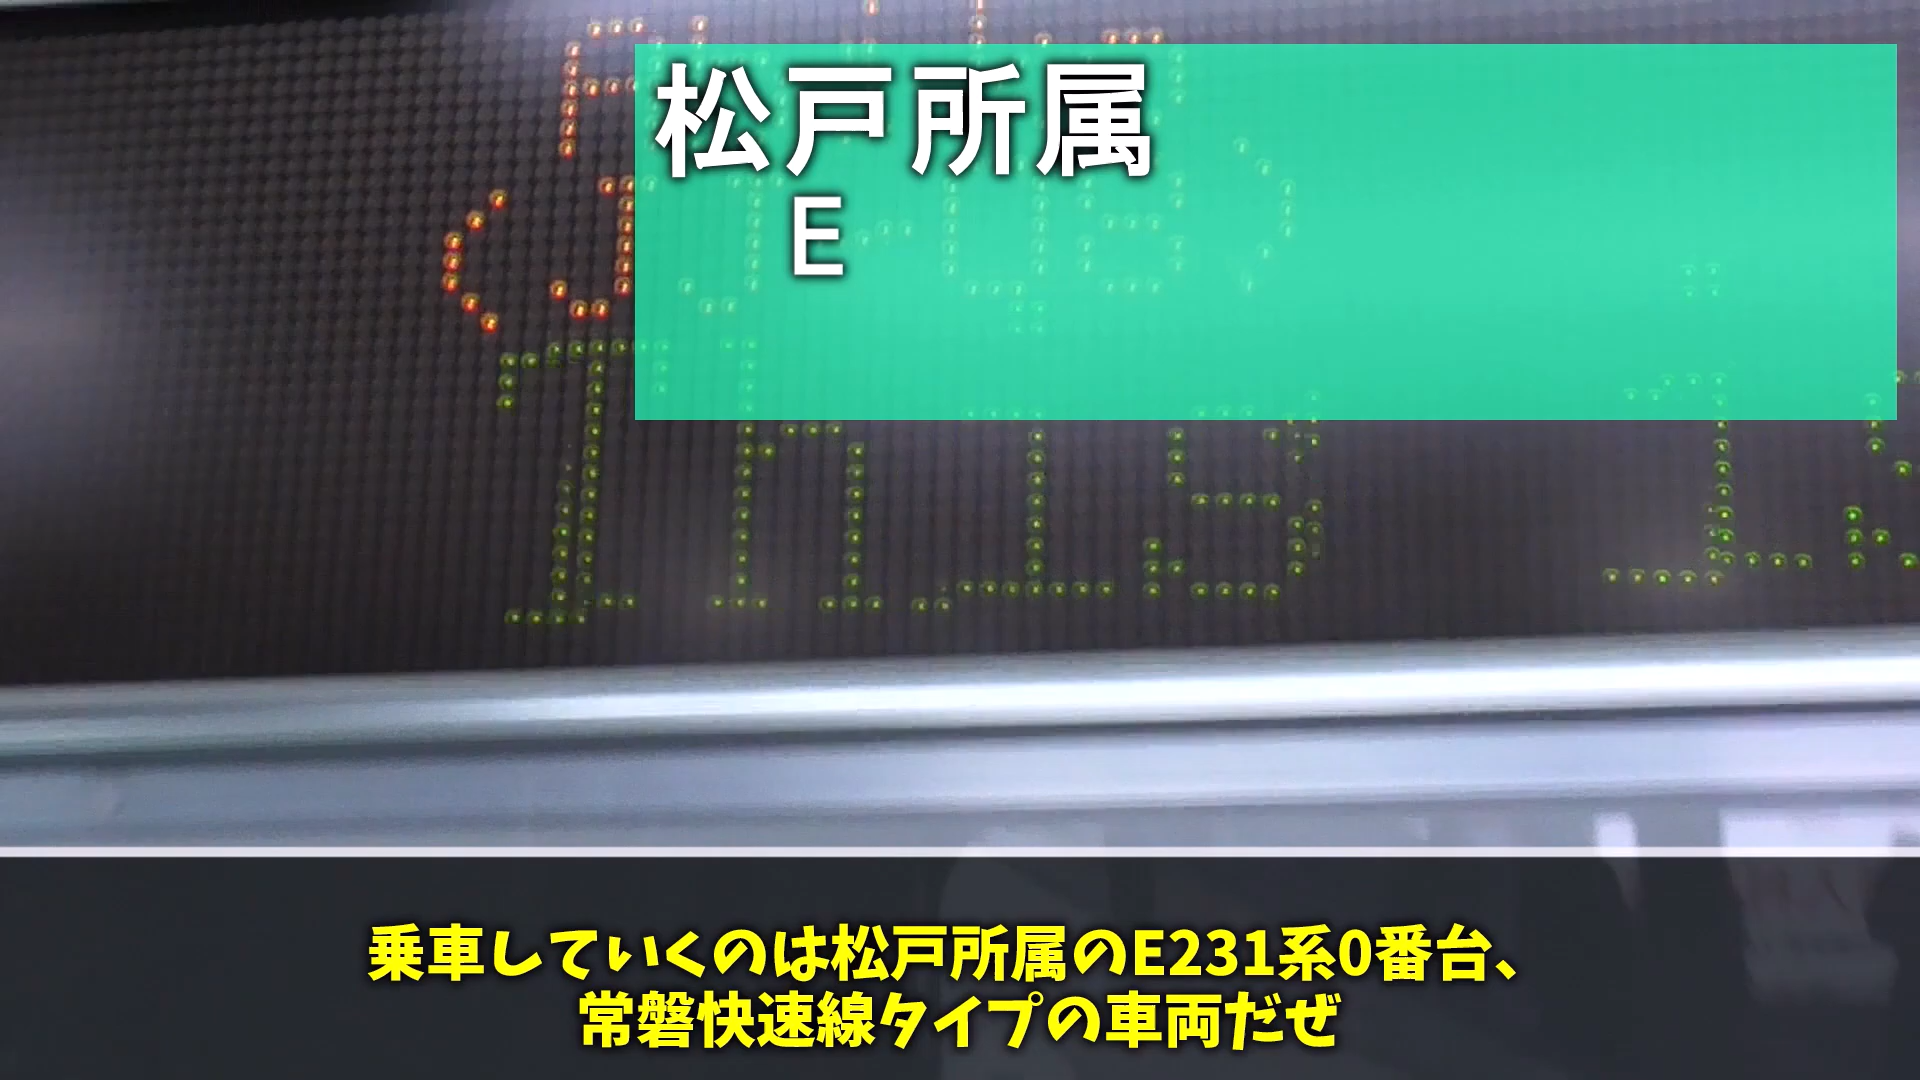 松戸所属
E
乗車していくのは松戸所属のE231系0番台、
常磐快速線タイプの車両だぜ